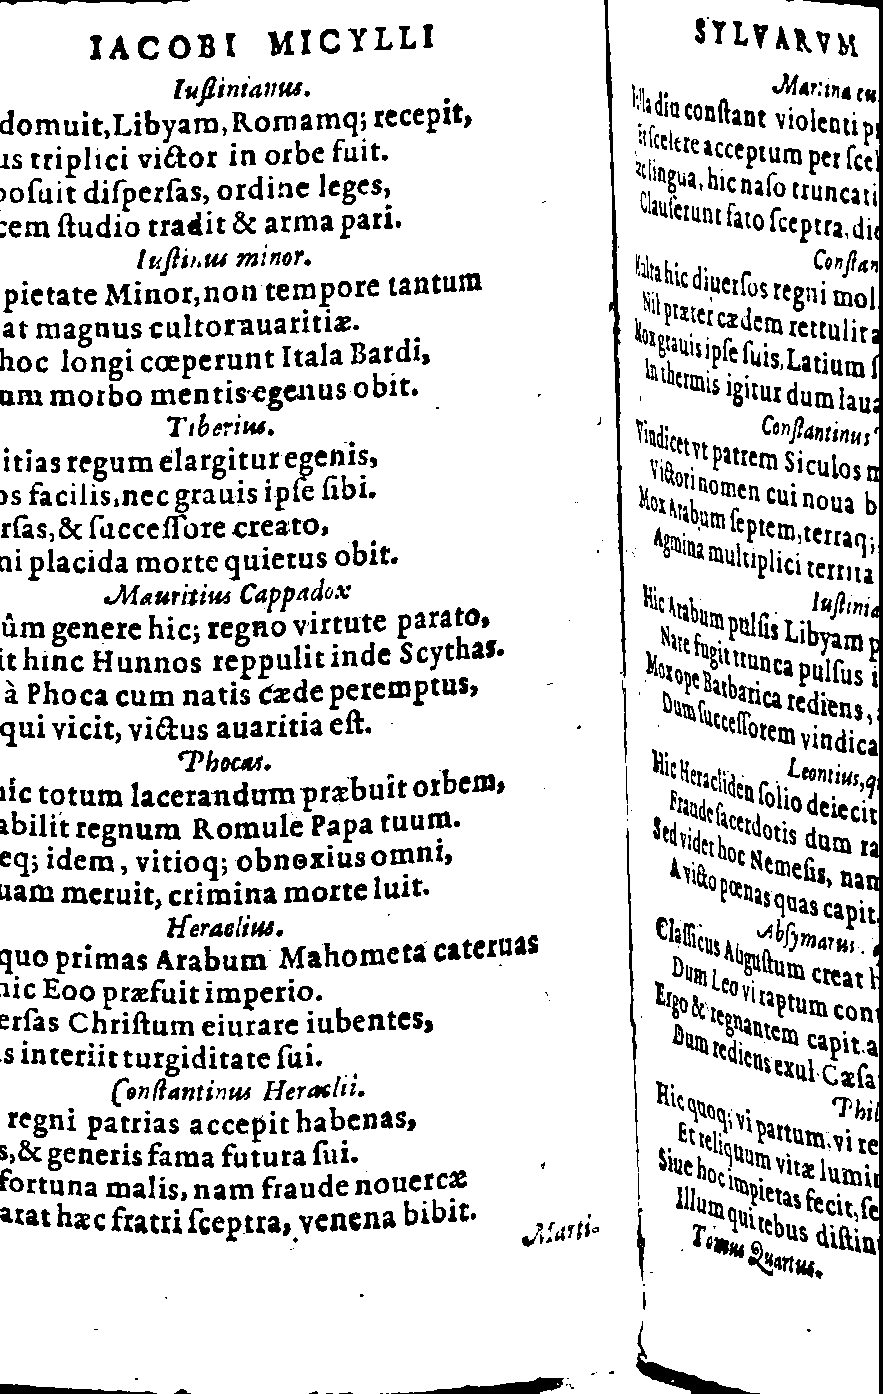 IACOBI MICYLLI
Iuſtinianus.
domuit, Libyam, Romamq; recepit,
us triplici victor in orbe fuit.
poſuit diſperſas, ordine leges,
cem ſtudio tradit & arma pari.
Iuſtinus minor.
pietate Minor, non tempore tantum
at magnus cultor auaritiæ.
hoc longi cœperunt Itala Bardi,
um morbo mentis egenus obit.
Tiberius.
itias regum elargitur egenis,
os facilis, nec grauis ipſe ſibi.
rſas, & ſucceſſore creato,
ni placida morte quietus obit.
Mauritius Cappadox
ûm genere hic; regno virtute parato,
it hinc Hunnos reppulit inde Scythas.
à Phoca cum natis cæde peremptus,
qui vicit, victus auaritia eſt.
Phocas.
hic totum lacerandum præbuit orbem,
abilit regnum Romule Papa tuum.
eq; idem, vitioq; obnoxius omni,
uam meruit, crimina morte luit.
Heraclius.
quo primas Arabum Mahometa cateruas
hic Eoo præfuit imperio.
erſas Chriſtum eiurare iubentes,
s interiit turgiditate ſui.
Conſtantinus Heraclii.
regni patrias accepit habenas,
s, & generis fama futura ſui.
fortuna malis, nam fraude nouercæ
arat hæc fratri ſceptra, venena bibit.
Marti-
SYLVARVM
Martina cu
diu conſtant violenti p
Et ſcelere acceptum per ſcel
lingua, hic naſo truncati
Clauſerunt fato ſceptra, die
Conſtan
Multa hic diuerſos regni mol
Nil præter cædem rettulit a
Mox grauis ipſe ſuis, Latium ſ
In thermis igitur dum laua
Conſtantinus
Vindicet vt patrem Siculos m
Victori nomen cui noua b
Mox Arabum ſeptem, terraq;
Agmina multiplici territa
Iuſtinia
Hic Arabum pulſis Libyam p
Nare fugit trunca pulſus i
Mox ope Barbarica rediens,
Dum ſucceſſorem vindica
Leontius, q
Hic Heracliden ſolio deiecit
Fraude ſacerdotis dum ra
Sed videt hoc Nemeſis, nam
A victo pœnas quas capit
Abſymarus.
Claſſicus Auguſtum creat h
Dum Leo vi raptum con
Ergo & regnantem capit a
Dum rediens exul Cæſa
Phil
Hic quoq; vi partum, vi re
Et reliquum vitæ lumi
Siue hoc impietas fecit, ſe
Illum qui rebus diſtin
Tomus Quartus.